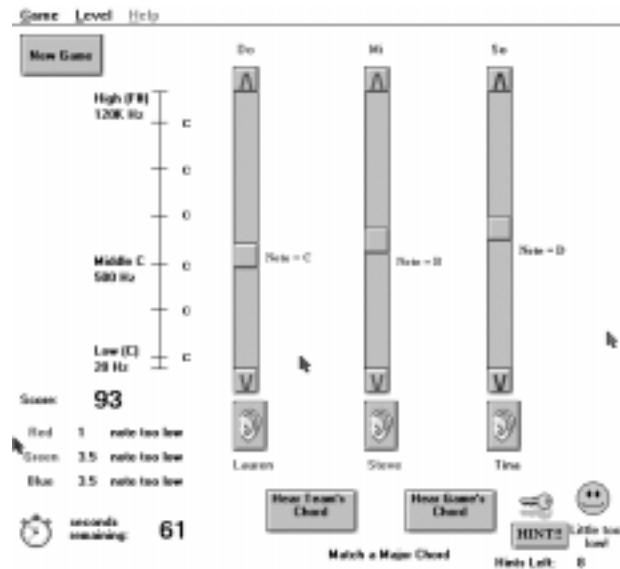 Game Level Help
New Game
Do Mi So
High (F#)
120K Hz
C
C
C
Middle C
500 Hz
C
C
Low (C)
20 Hz
C
Note = C
Note = B
Note = D
Score: 93
Red 1 note too low
Green 3.5 note too low
Blue 3.5 note too low
seconds
remaining: 61
Lauren Steve Tina
Hear Team's
Chord
Hear Game's
Chord
HINT!!
Little too
low!
Match a Major Chord
Hints Left: 8